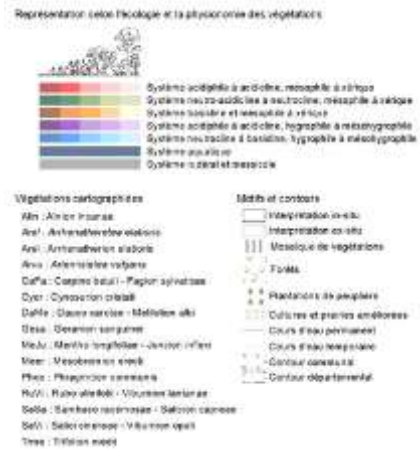 Représentation selon l'écologie et la physionomie des végétations
Système acidiphile à acidicline, mésophile à xérique
Système neutro-acidicline à neutrocline, mésophile à xérique
Système basicline et mésophile à xérique
Système acidiphile à acidicline, hygrophile à mésohygrophile
Système neutrocline à basicline, hygrophile à mésohygrophile
Système aquatique
Système rudéral et messicole
Végétations cartographiées
Alin : Alnion incanae
Arel : Arrhenatheretea elatioris
Arel : Arrhenatherion elatioris
Arvu : Artemisietea vulgaris
CaFa : Carpino betuli - Fagion sylvaticae
Cycr : Cynosurion cristati
DaMe : Dauco carotae - Melilotion albi
Gesa : Geranion sanguinei
MeJu : Mentho longifoliae - Juncion inflexi
Meer : Mesobromion erecti
Phco : Phragmition communis
RuVi : Rubo ulmifolii - Viburnion lantanae
SaSa : Sambuco racemosae - Salicion capreae
SaVi : Salici cinereae - Viburnion opuli
Trme : Trifolion medii
Motifs et contours
Interprétation in-situ
Interprétation ex-situ
Mosaïque de végétations
Forêts
Plantations de peupliers
Cultures et prairies améliorées
Cours d'eau permanent
Cours d'eau temporaire
Contour communal
Contour départemental